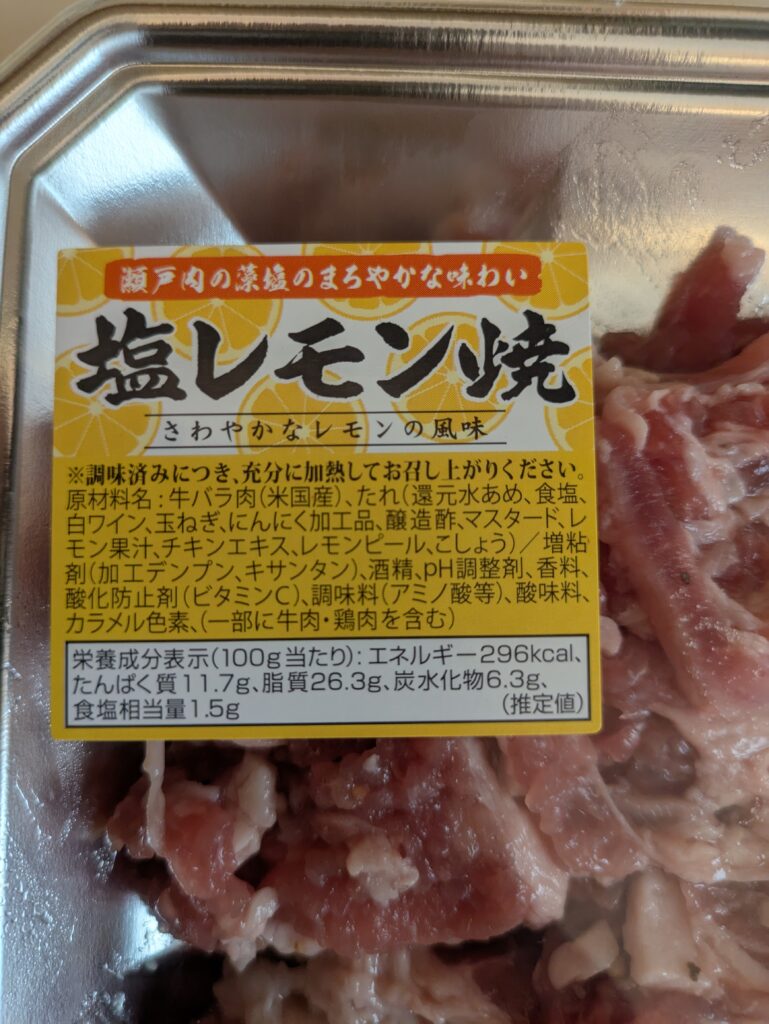 瀬戸内の藻塩のまろやかな味わい
塩レモン焼
さわやかなレモンの風味
※調味済みにつき、充分に加熱してお召し上がりください。
原材料名：牛バラ肉（米国産）、たれ（還元水あめ、食塩、
白ワイン、玉ねぎ、にんにく加工品、醸造酢、マスタード、レ
モン果汁、チキンエキス、レモンピール、こしょう）／増粘
剤（加工デンプン、キサンタン）、酒精、pH調整剤、香料、
酸化防止剤（ビタミンC）、調味料（アミノ酸等）、酸味料、
カラメル色素、（一部に牛肉・鶏肉を含む）
栄養成分表示（100g当たり）：エネルギー296kcal、
たんぱく質11.7g、脂質26.3g、炭水化物6.3g、
食塩相当量1.5g （推定値）